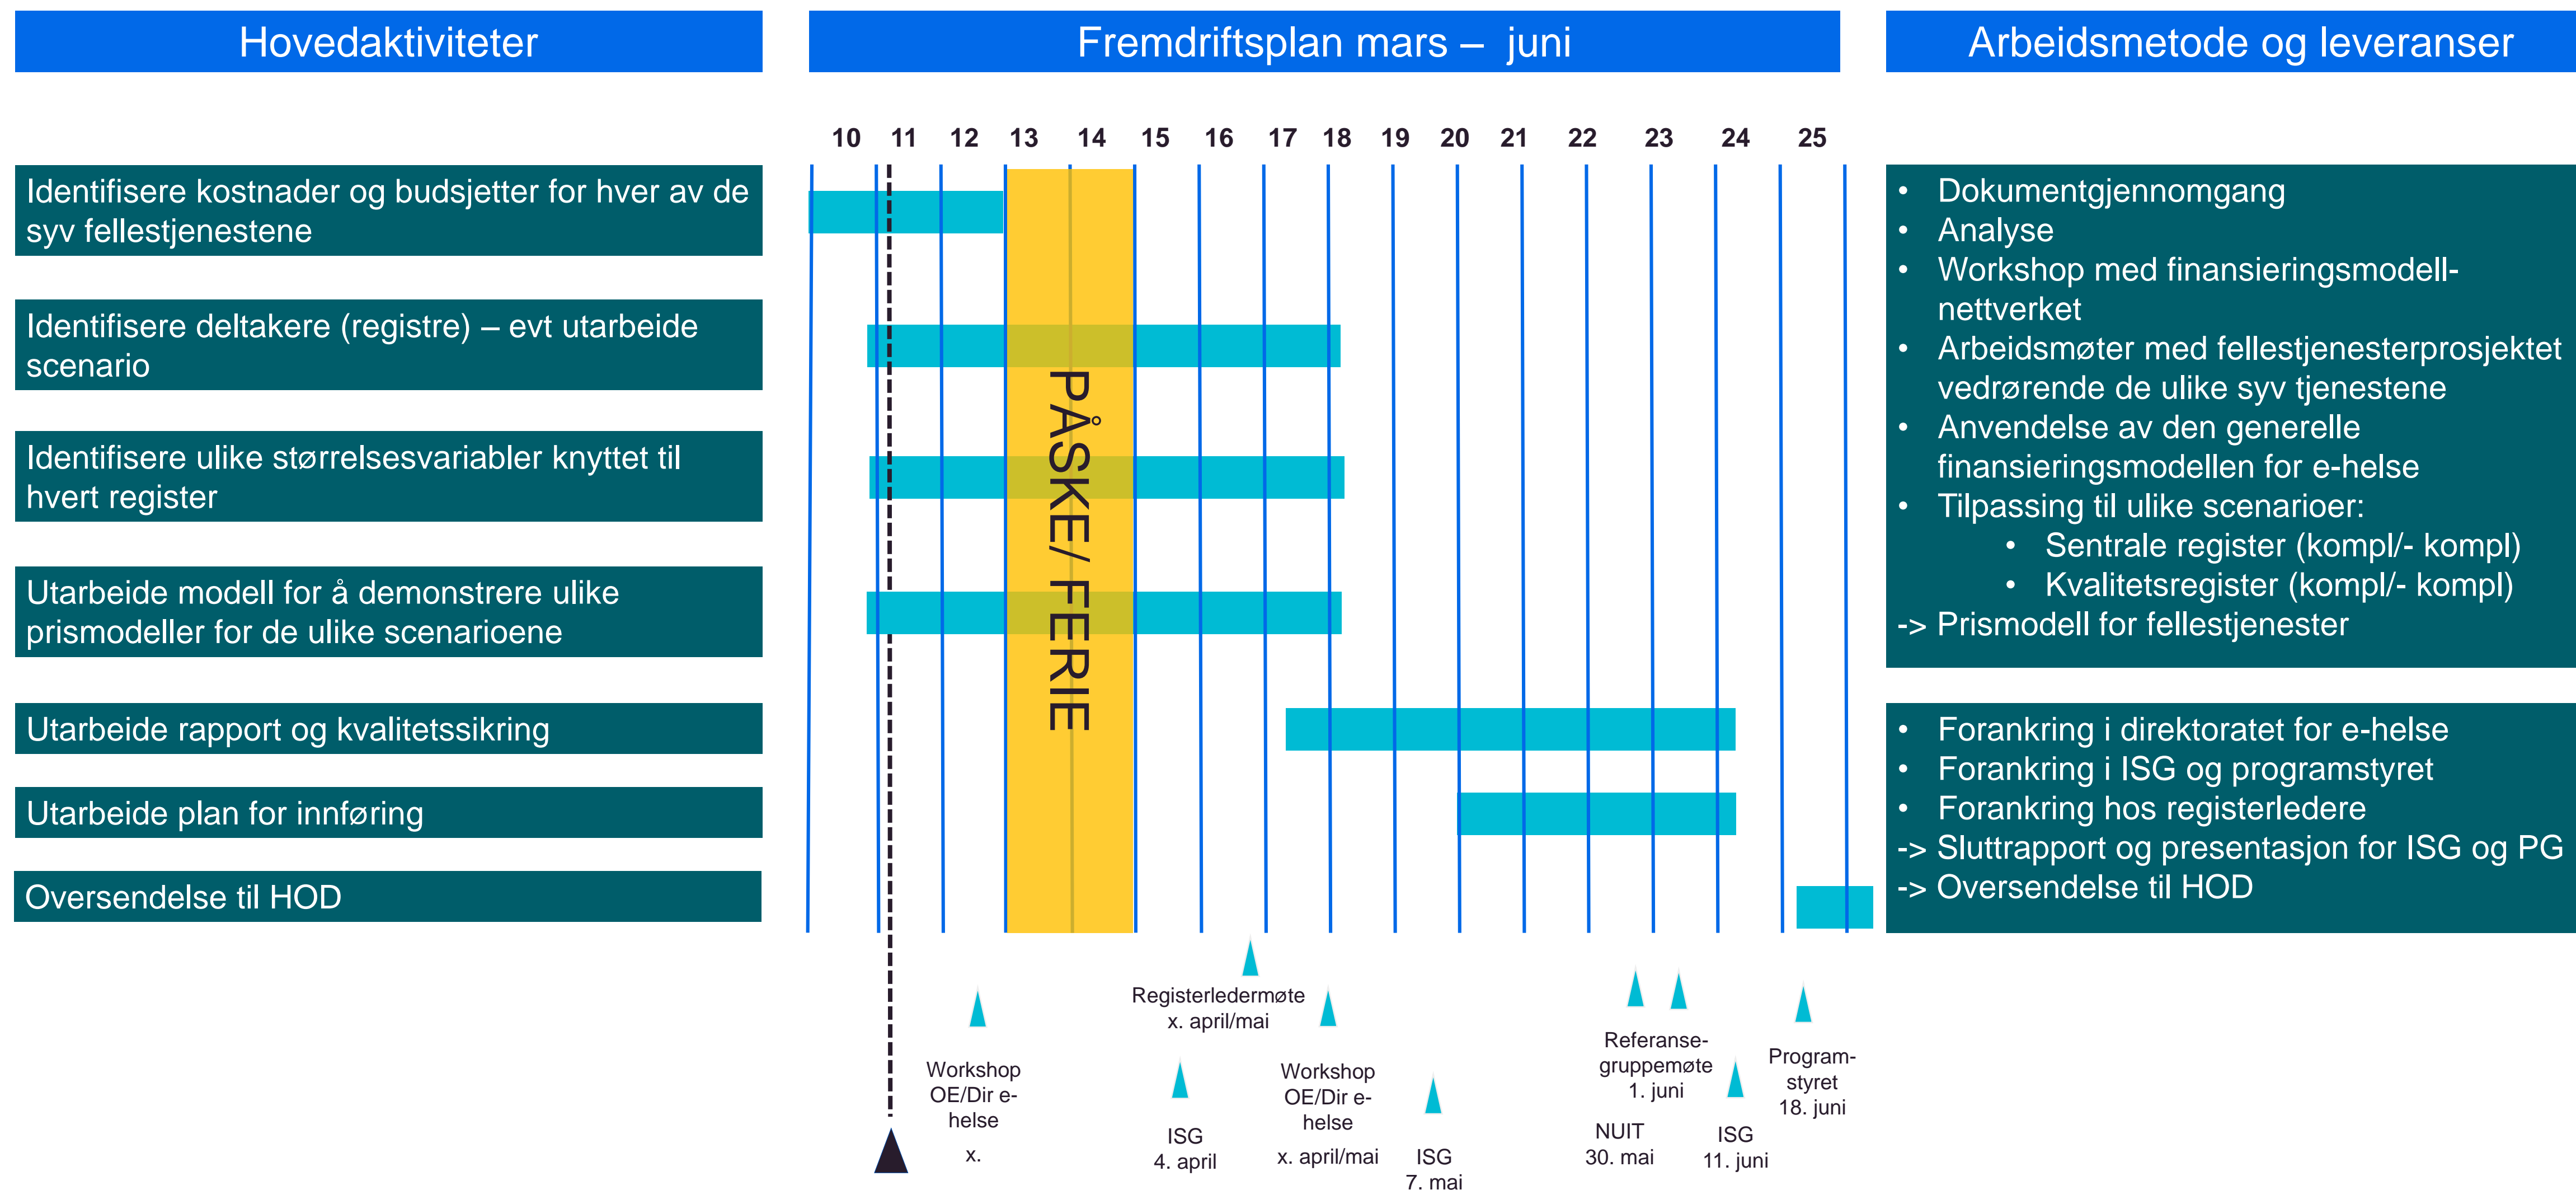 Hovedaktiviteter
Fremdriftsplan mars – juni
Arbeidsmetode og leveranser
10 11 12 13 14 15 16 17 18 19 20 21 22 23 24 25
Identifisere kostnader og budsjetter for hver av de
syv fellestjenestene
Identifisere deltakere (registre) – evt utarbeide
scenario
Identifisere ulike størrelsesvariabler knyttet til
hvert register
Utarbeide modell for å demonstrere ulike
prismodeller for de ulike scenarioene
Utarbeide rapport og kvalitetssikring
Utarbeide plan for innføring
Oversendelse til HOD
PÅSKE/ FERIE
• Dokumentgjennomgang
• Analyse
• Workshop med finansieringsmodell-
nettverket
• Arbeidsmøter med fellestjenesterprosjektet
vedrørende de ulike syv tjenestene
• Anvendelse av den generelle
finansieringsmodellen for e-helse
• Tilpassing til ulike scenarioer:
• Sentrale register (kompl/- kompl)
• Kvalitetsregister (kompl/- kompl)
-> Prismodell for fellestjenester
• Forankring i direktoratet for e-helse
• Forankring i ISG og programstyret
• Forankring hos registerledere
-> Sluttrapport og presentasjon for ISG og PG
-> Oversendelse til HOD
Workshop
OE/Dir e-
helse
x.
Registerledermøte
x. april/mai
ISG
4. april
Workshop
OE/Dir e-
helse
x. april/mai
ISG
7. mai
Referanse-
gruppemøte
1. juni
NUIT
30. mai
ISG
11. juni
Program-
styret
18. juni